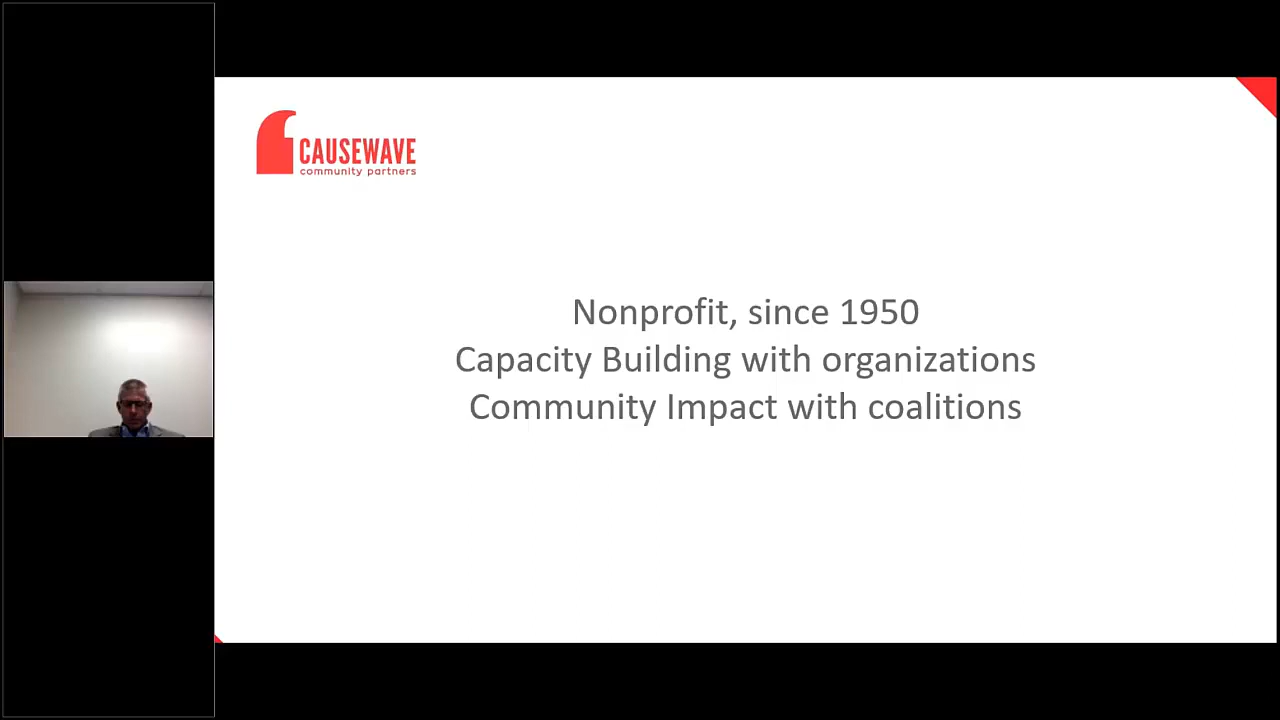 CAUSEWAVE
community partners
Nonprofit, since 1950
Capacity Building with organizations
Community Impact with coalitions